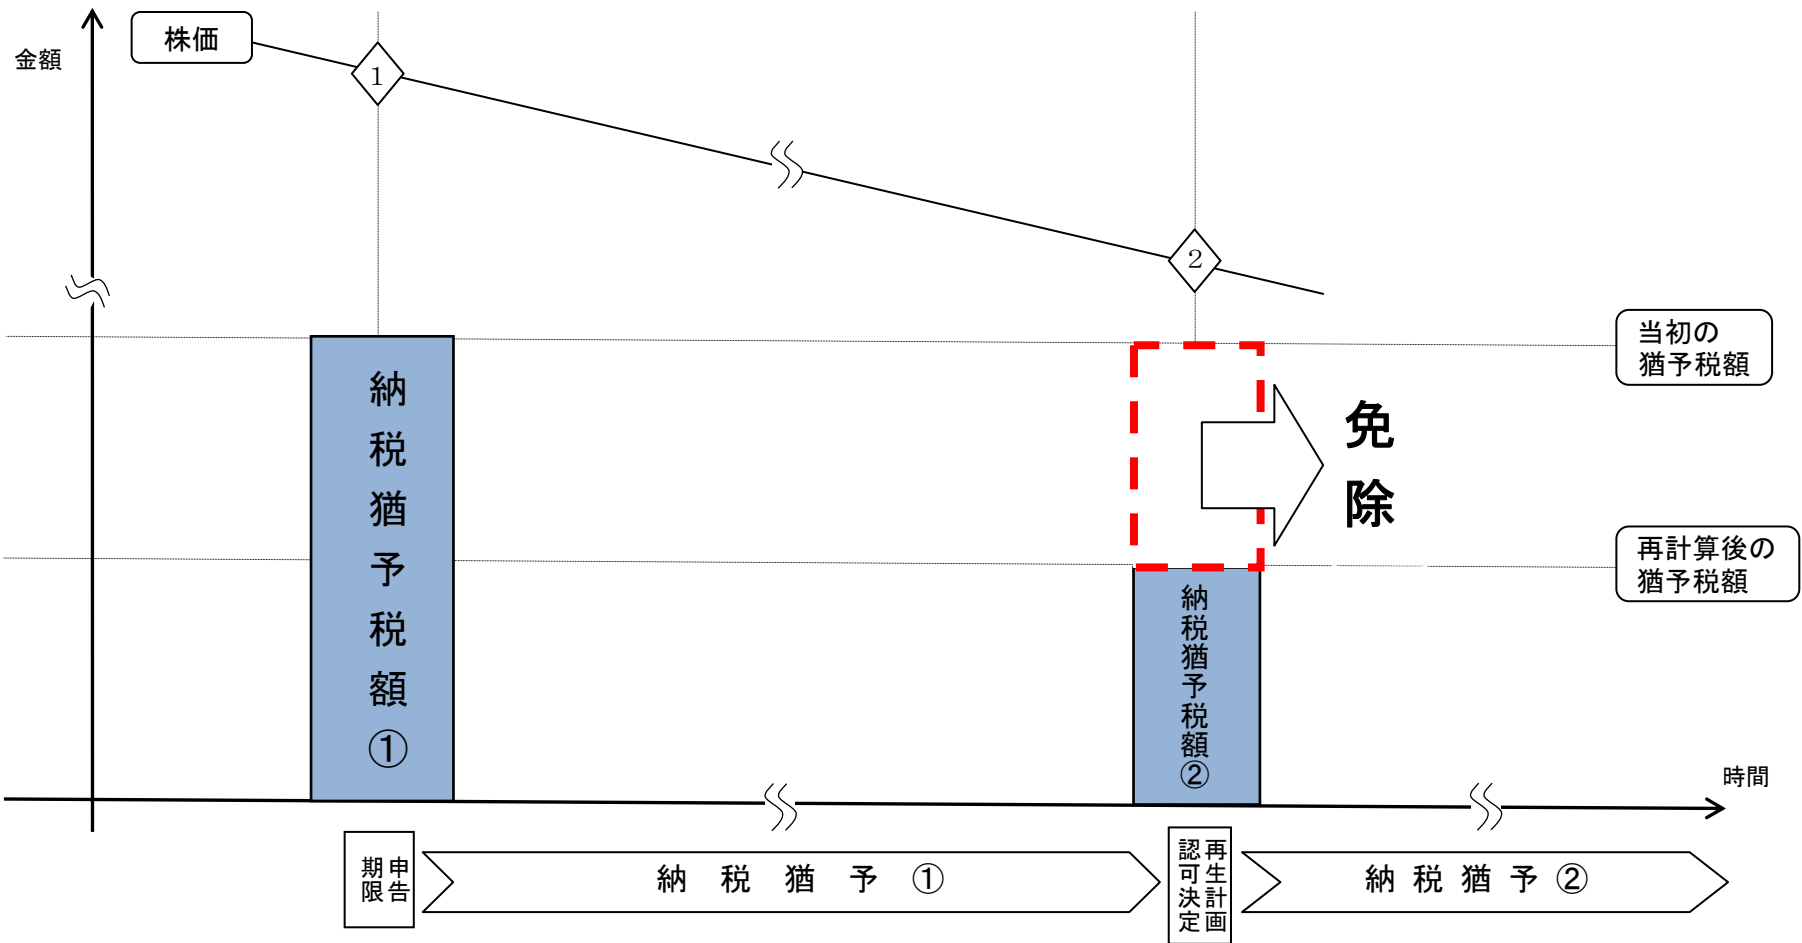 株価
金額
1
2
当初の
猶予税額
納税猶予税額①
免除
再計算後の
猶予税額
納税猶予税額②
時間
申告
期限
納税猶予①
再生計画
認可決定
納税猶予②